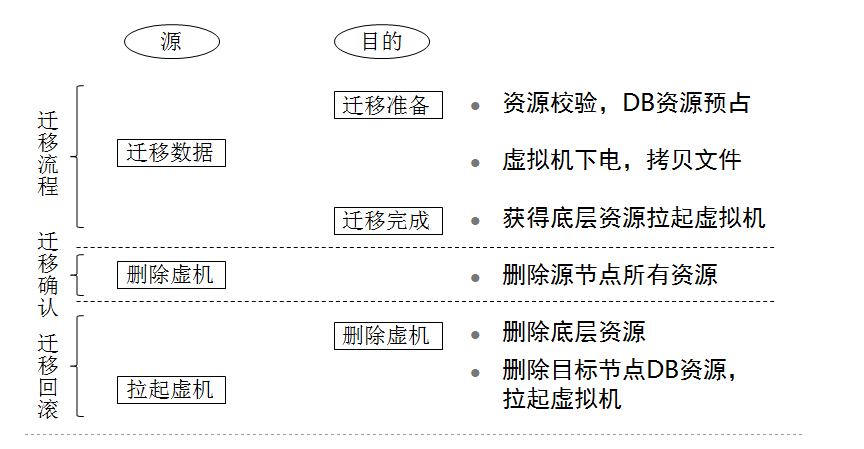 源
目的
迁移流程
迁移准备
资源校验，DB资源预占
迁移数据
虚拟机下电，拷贝文件
迁移完成
获得底层资源拉起虚拟机
迁移确认
删除虚机
删除源节点所有资源
迁移回滚
删除虚机
删除底层资源
拉起虚机
删除目标节点DB资源，
拉起虚拟机